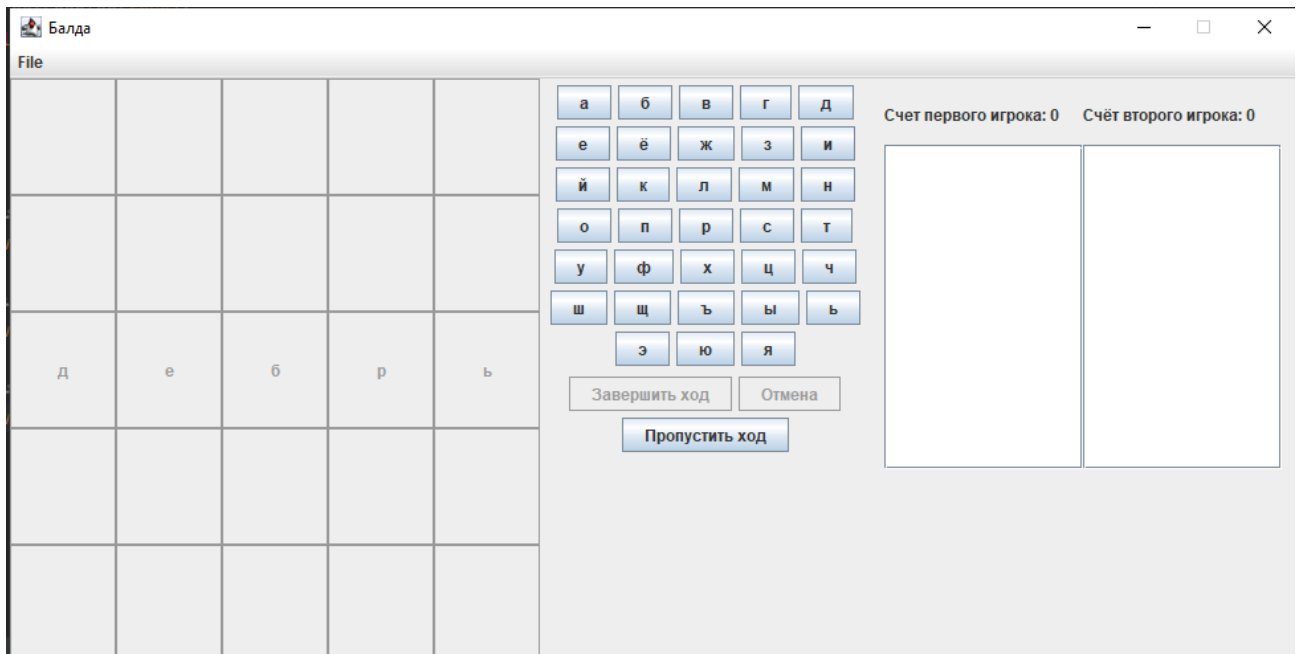 Балда
File
а б в г д
Счет первого игрока: 0 Счёт второго игрока: 0
е ё ж з и
й к л м н
о п р с т
у ф х ц ч
ш щ ъ ы ь
э ю я
д е б р ь
Завершить ход Отмена
Пропустить ход